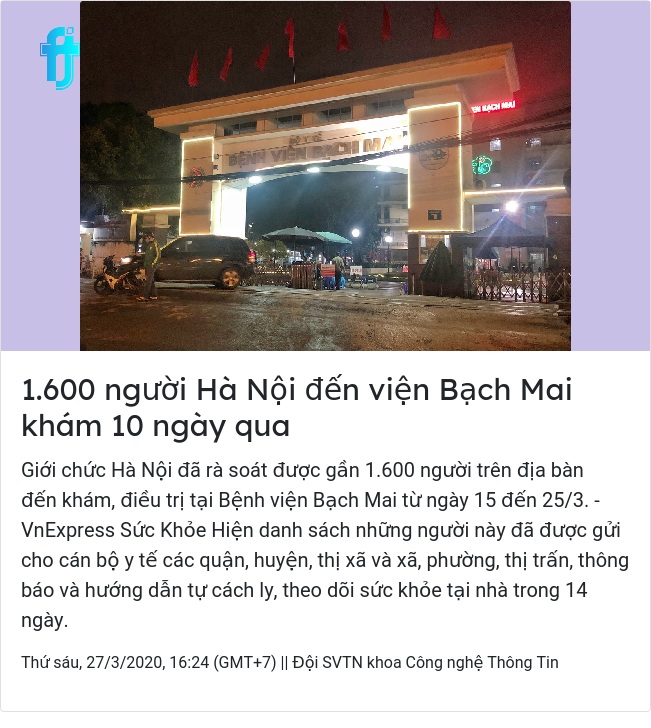 BỆNH VIỆN BẠCH MAI
BẠCH MAI
1.600 người Hà Nội đến viện Bạch Mai
khám 10 ngày qua
Giới chức Hà Nội đã rà soát được gần 1.600 người trên địa bàn
đến khám, điều trị tại Bệnh viện Bạch Mai từ ngày 15 đến 25/3. -
VnExpress Sức Khỏe Hiện danh sách những người này đã được gửi
cho cán bộ y tế các quận, huyện, thị xã và xã, phường, thị trấn, thông
báo và hướng dẫn tự cách ly, theo dõi sức khỏe tại nhà trong 14
ngày.
Thứ sáu, 27/3/2020, 16:24 (GMT+7) || Đội SVTN khoa Công nghệ Thông Tin